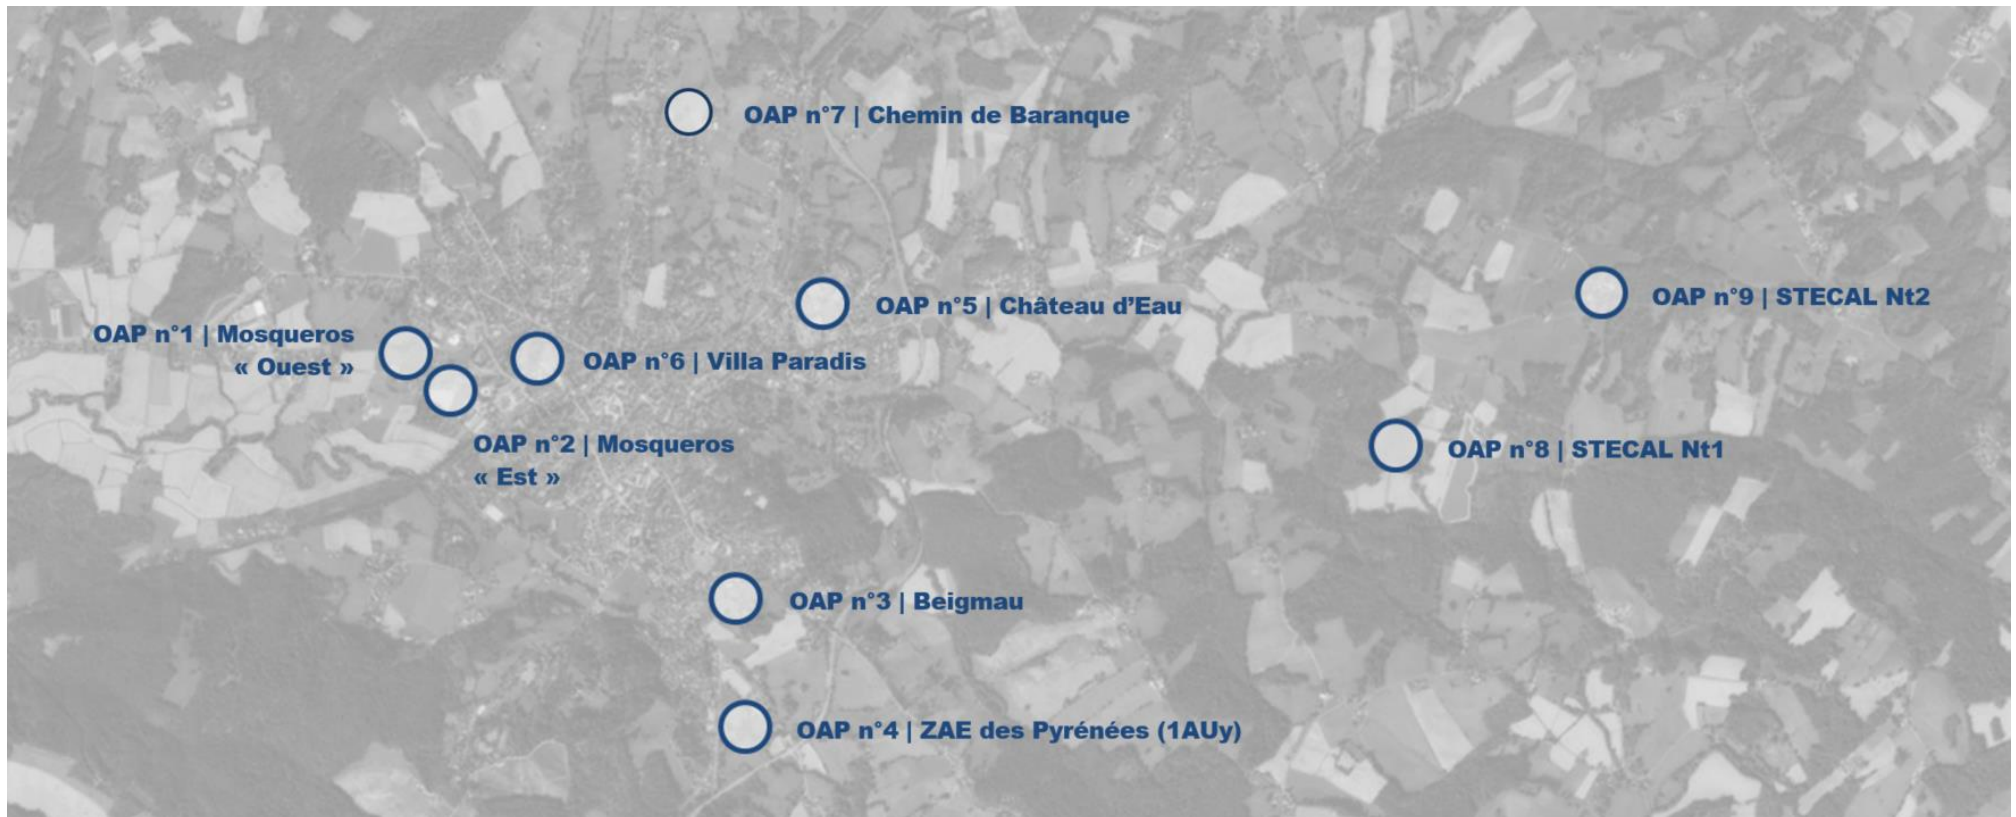 OAP n°7 | Chemin de Baranque
OAP n°9 | STECAL Nt2
OAP n°5 | Château d’Eau
OAP n°1 | Mosqueros
« Ouest »
OAP n°6 | Villa Paradis
OAP n°2 | Mosqueros
« Est »
OAP n°8 | STECAL Nt1
OAP n°3 | Beigmau
OAP n°4 | ZAE des Pyrénées (1AUy)